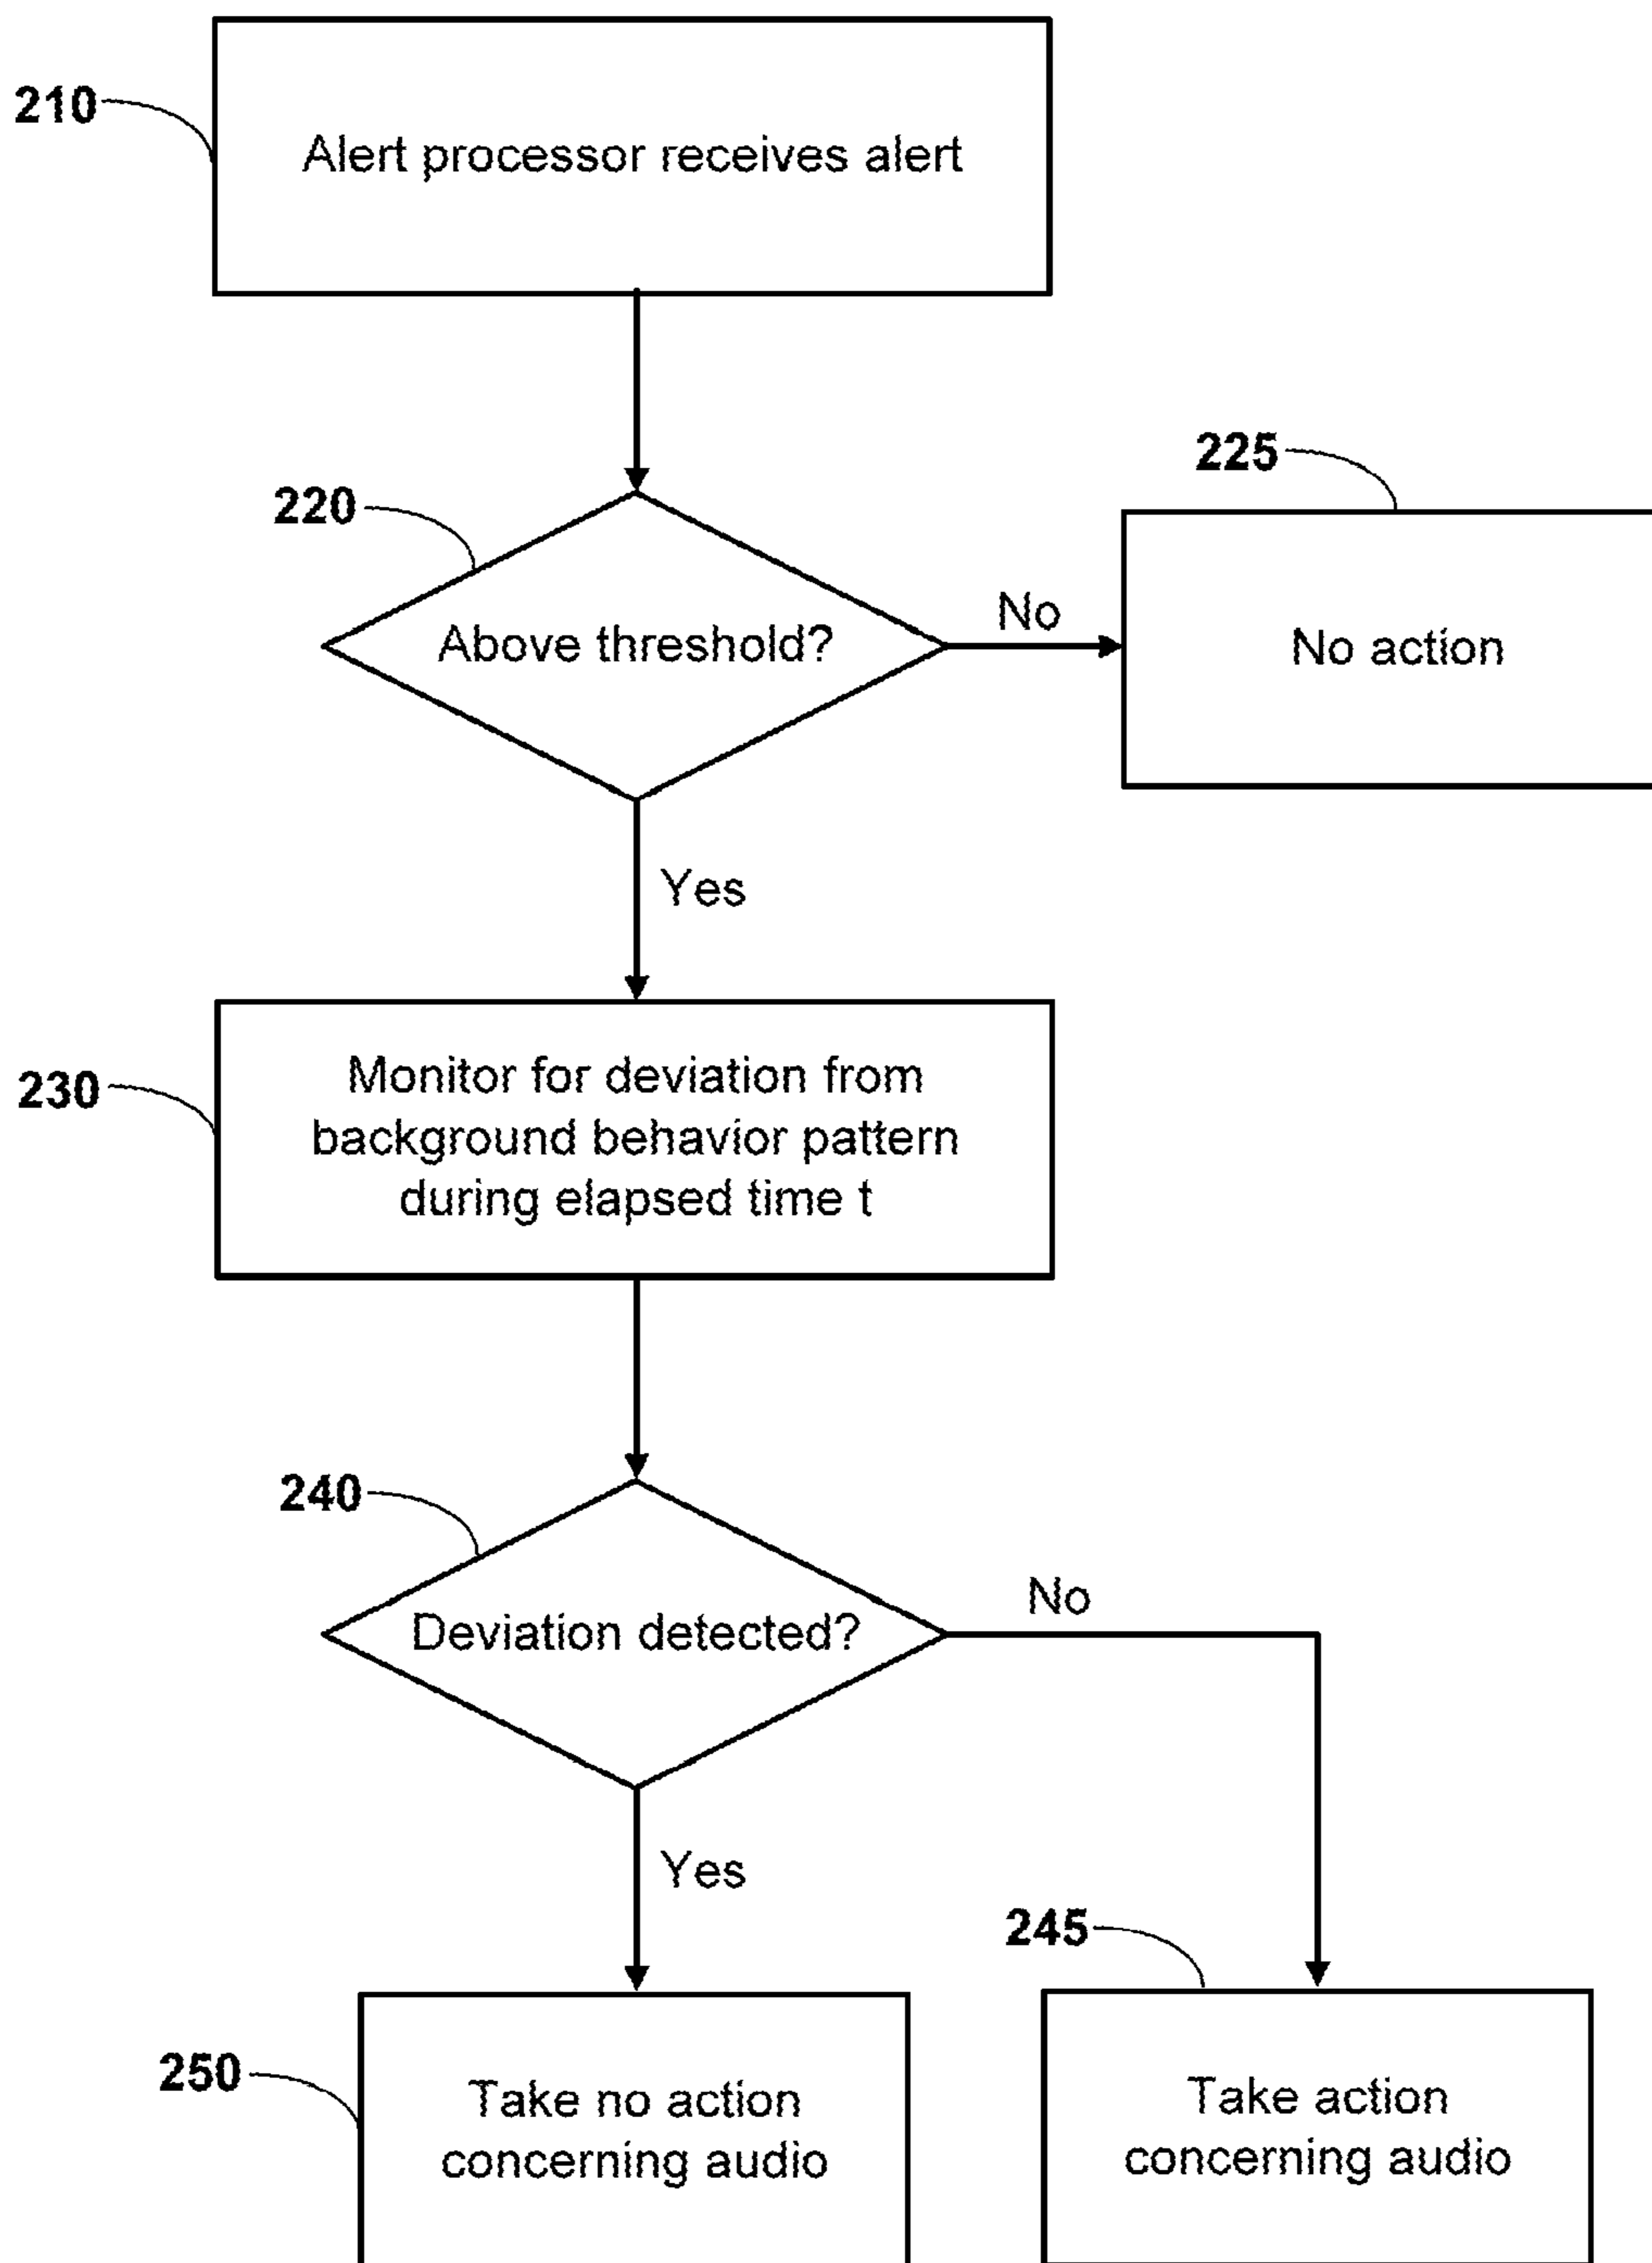 210
Alert processor receives alert
220
Above threshold?
No
225
No action
Yes
230
Monitor for deviation from
background behavior pattern
during elapsed time t
240
Deviation detected?
No
Yes
245
250
Take no action
concerning audio
Take action
concerning audio